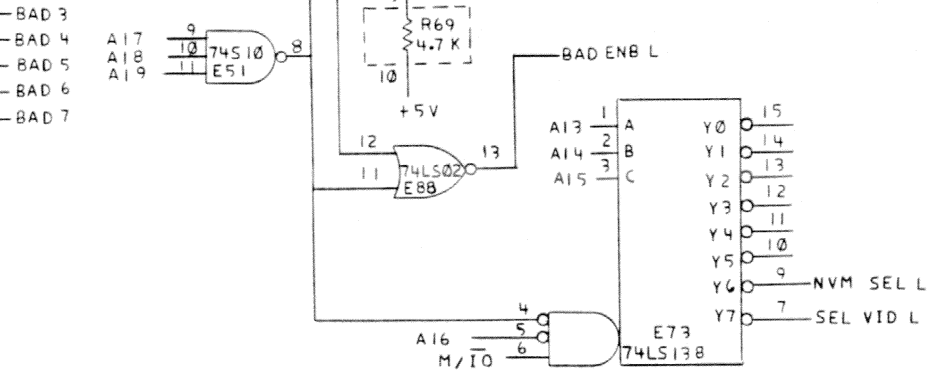 BAD 3
BAD 4
BAD 5
BAD 6
BAD 7
A17 9
A18 10
A19 11
74S10
E51
8
R69
4.7 K
10
+5V
BAD ENB L
12
11
74LS02
E88
13
A13 1 A
A14 2 B
A15 3 C
Y0 15
Y1 14
Y2 13
Y3 12
Y4 11
Y5 10
Y6 9 NVM SEL L
Y7 7 SEL VID L
4
A16 5
M/IO 6
E73
74LS138